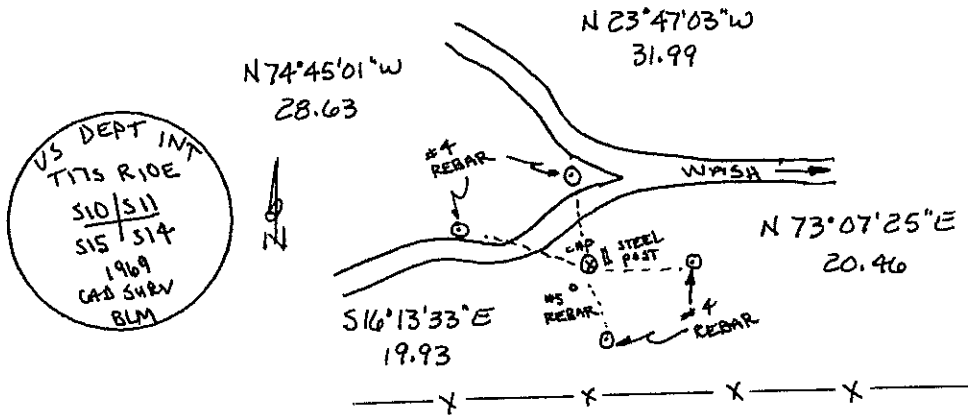 N 23°47'03"W
31.99
N 74°45'01"W
28.63
US DEPT INT
T17S R10E
S10 S11
S15 S14
1969
CAD SURV
BLM
N
#4
REBAR
WASH
N 73°07'25"E
20.46
CAP
STEEL
POST
#5
REBAR
#4
REBAR
S16°13'33"E
19.93
X X X X